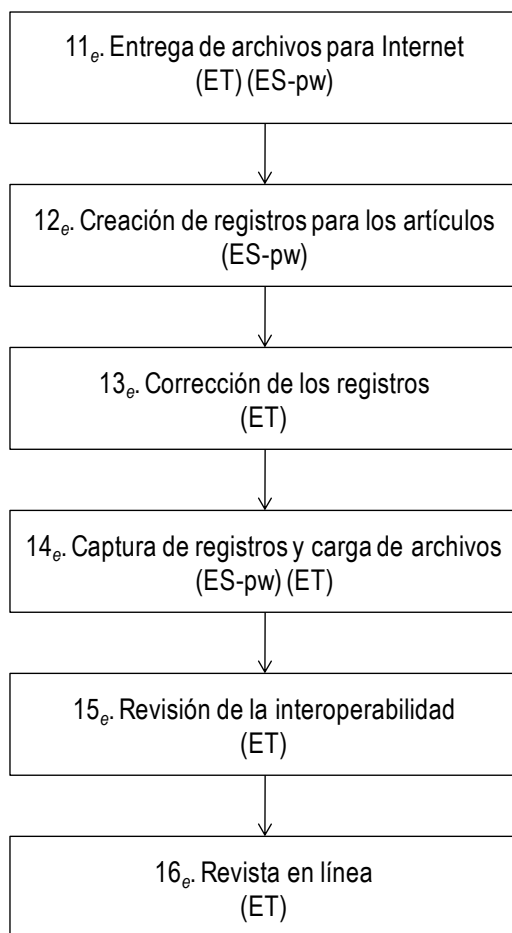 11e. Entrega de archivos para Internet
(ET) (ES-pw)
12e. Creación de registros para los artículos
(ES-pw)
13e. Corrección de los registros
(ET)
14e. Captura de registros y carga de archivos
(ES-pw) (ET)
15e. Revisión de la interoperabilidad
(ET)
16e. Revista en línea
(ET)